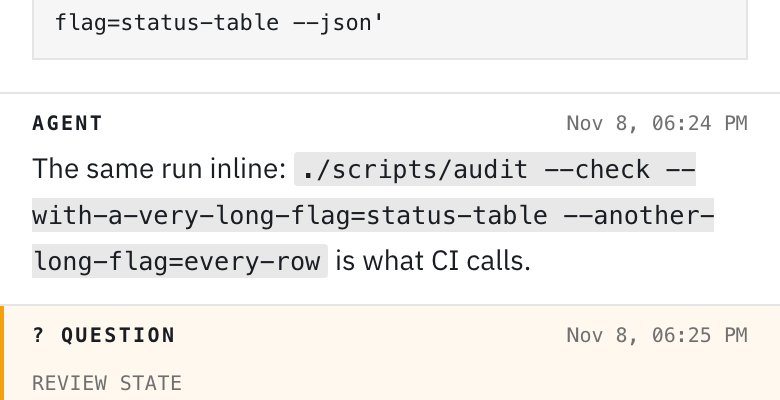 flag=status-table --json'
AGENT Nov 8, 06:24 PM
The same run inline: ./scripts/audit --check --
with-a-very-long-flag=status-table --another-
long-flag=every-row is what CI calls.
? QUESTION Nov 8, 06:25 PM
REVIEW STATE